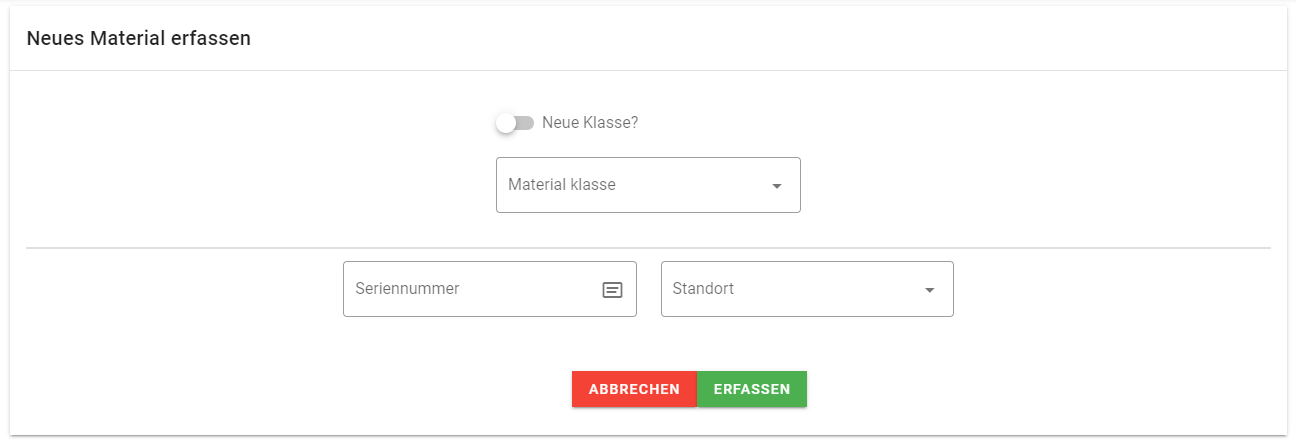 Neues Material erfassen
Neue Klasse?
Material klasse
Seriennummer
Standort
ABBRECHEN
ERFASSEN